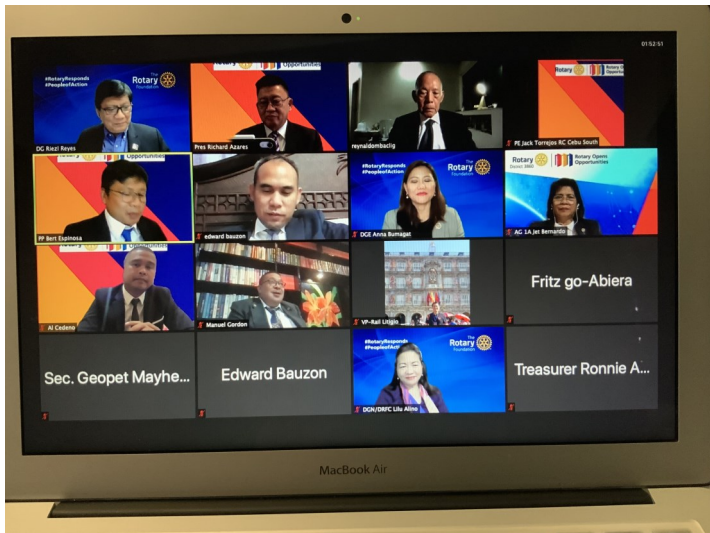 01:52:51
#RotaryResponds
#PeopleofAction
The
Rotary
Foundation
DG Riezl Reyes
Opportunities
Pres Richard Azares
reynaldombaclig
Rotary
PE Jack Torrejos RC Cebu South
Opportunities
PP Bert Espinosa
edward bauzon
#RotaryResponds
#PeopleofAction
The
Rotary
Foundation
DGE Anna Bumagat
Rotary
Rotary Opens
Opportunities
AG 1A Jet Bernardo
Al Cedeno
Manuel Gordon
VP-Rail Litigio
Fritz go-Abiera
Sec. Geopet Mayhe...
Edward Bauzon
#RotaryResponds
#PeopleofAction
The
Rotary
Foundation
DGN/DRFC Lilu Alino
Treasurer Ronnie A...
MacBook Air